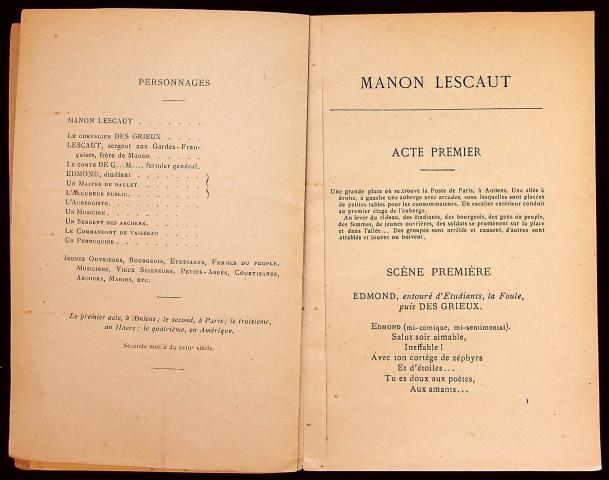 PERSONNAGES
MANON LESCAUT . . . . . . .
LE CHEVALIER DES GRIEUX . . . .
LESCAUT, sergent aux Gardes-Fran-
çaises, frère de Manon . . . . .
LE COMTE DE G...M..., fermier général.
EDMOND, étudiant . . . . .
UN MAITRE DE BALLET. . . . .
L'ALLUMEUR PUBLIC. . . . .
L'AUBERGISTE. . . . . . . .
UN MUSICIEN . . . . . . . .
UN SERGENT DES ARCHERS. . . . .
LE COMMANDANT DE VAISSEAU . . . .
UN PERRUQUIER . . . . . . .
JEUNES OUVRIÈRES, BOURGEOIS, ETUDIANTS, FEMMES DU PEUPLE,
MUSICIENS, VIEUX SEIGNEURS, PETITS-ABBÉS, COURTISANES,
ARCHERS, MARINS, ETC.
Le premier acte, à Amiens ; le second, à Paris ; le troisième,
au Havre ; le quatrième, en Amérique.
Seconde moitié du XVIIIe siècle.
MANON LESCAUT
ACTE PREMIER
Une grande place où se trouve la Poste de Paris, à Amiens. Une allée à
droite, à gauche une auberge avec arcades, sous lesquelles sont placées
de petites tables pour les consommateurs. Un escalier extérieur conduit
au premier étage de l'auberge.
Au lever du rideau, des étudiants, des bourgeois, des gens du peuple,
des femmes, de jeunes ouvrières, des soldats se promènent sur la place
et dans l'allée... Des groupes sont arrêtés et causent, d'autres sont
attablés et jouent ou boivent.
SCÈNE PREMIÈRE
EDMOND, entouré d'Etudiants, la Foule,
puis DES GRIEUX.
EDMOND (mi-comique, mi-sentimental).
Salut soir aimable,
Ineffable !
Avec ton cortège de zéphyrs
Et d'étoiles...
Tu es doux aux poètes,
Aux amants...
1